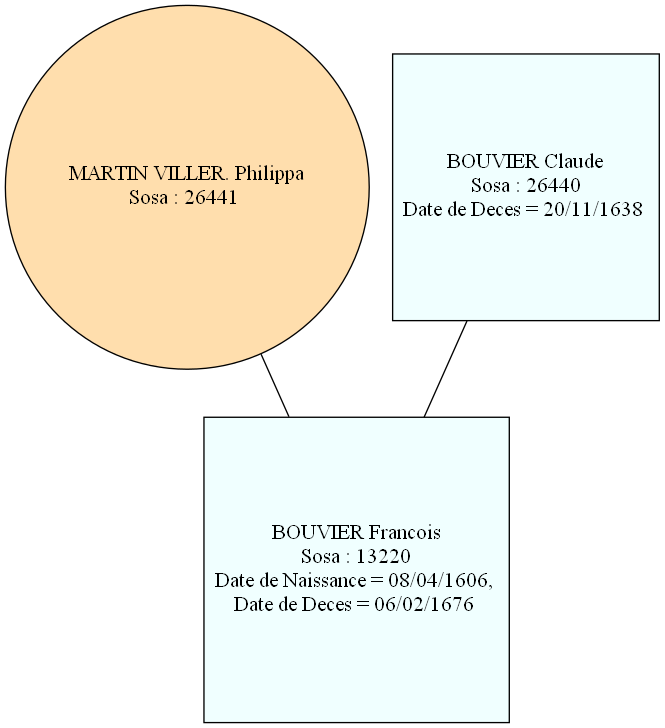 MARTIN VILLER. Philippa
Sosa : 26441
BOUVIER Claude
Sosa : 26440
Date de Deces = 20/11/1638
BOUVIER Francois
Sosa : 13220
Date de Naissance = 08/04/1606,
Date de Deces = 06/02/1676